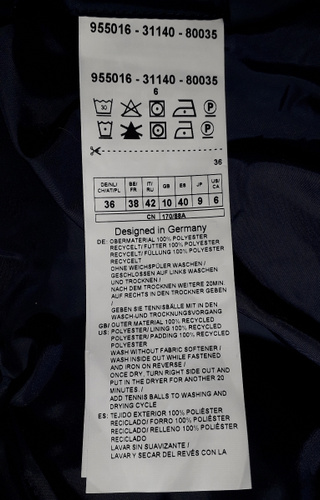 955016 - 31140 - 80035
955016 - 31140 - 80035
6
30
P
P
36
DE/NL/ CH/AT/PL BE/ FR IT/ RU GB ES JP US/ CA
36 38 42 10 40 9 6
CN 170/88A
Designed in Germany
DE: OBERMATERIAL 100% POLYESTER
RECYCELT/ FUTTER 100% POLYESTER
RECYCELT/ FÜLLUNG 100% POLYESTER
RECYCELT
OHNE WEICHSPÜLER WASCHEN /
GESCHLOSSEN AUF LINKS WASCHEN
UND TROCKNEN /
NACH DEM TROCKNEN WEITERE 20MIN.
AUF RECHTS IN DEN TROCKNER GEBEN
/
GEBEN SIE TENNISBÄLLE MIT IN DEN
WASCH-UND TROCKNUNGSVORGANG
GB/ OUTER MATERIAL 100% RECYCLED
US: POLYESTER/LINING 100% RECYCLED
POLYESTER/ PADDING 100% RECYCLED
POLYESTER
WASH WITHOUT FABRIC SOFTENER /
WASH INSIDE OUT WHILE FASTENED
AND IRON ON REVERSE /
ONCE DRY, TURN RIGHT SIDE OUT AND
PUT IN THE DRYER FOR ANOTHER 20
MINUTES. /
ADD TENNIS BALLS TO WASHING AND
DRYING CYCLE
ES: TEJIDO EXTERIOR 100% POLIÉSTER
RECICLADO/ FORRO 100% POLIÉSTER
RECICLADO/ RELLENO 100% POLIÉSTER
RECICLADO
LAVAR SIN SUAVIZANTE /
LAVAR Y SECAR DEL REVÉS CON LA